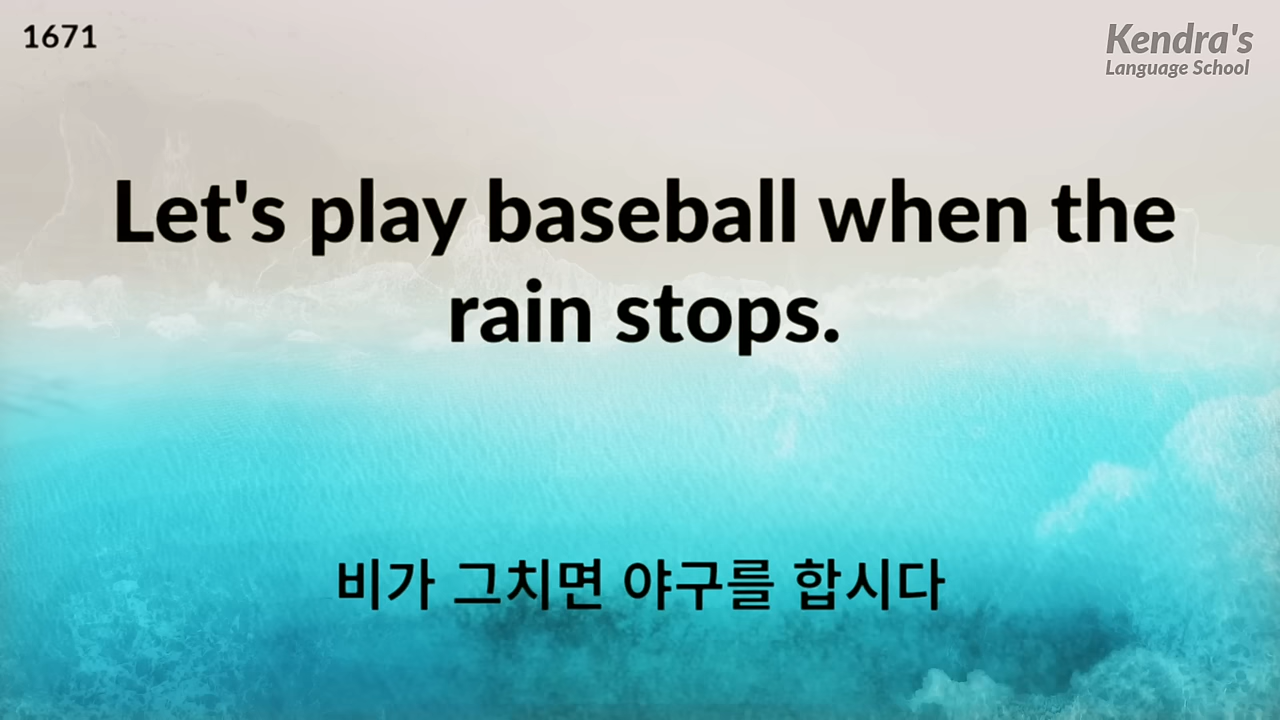 1671
Kendra's
Language School
Let's play baseball when the
rain stops.
비가 그치면 야구를 합시다